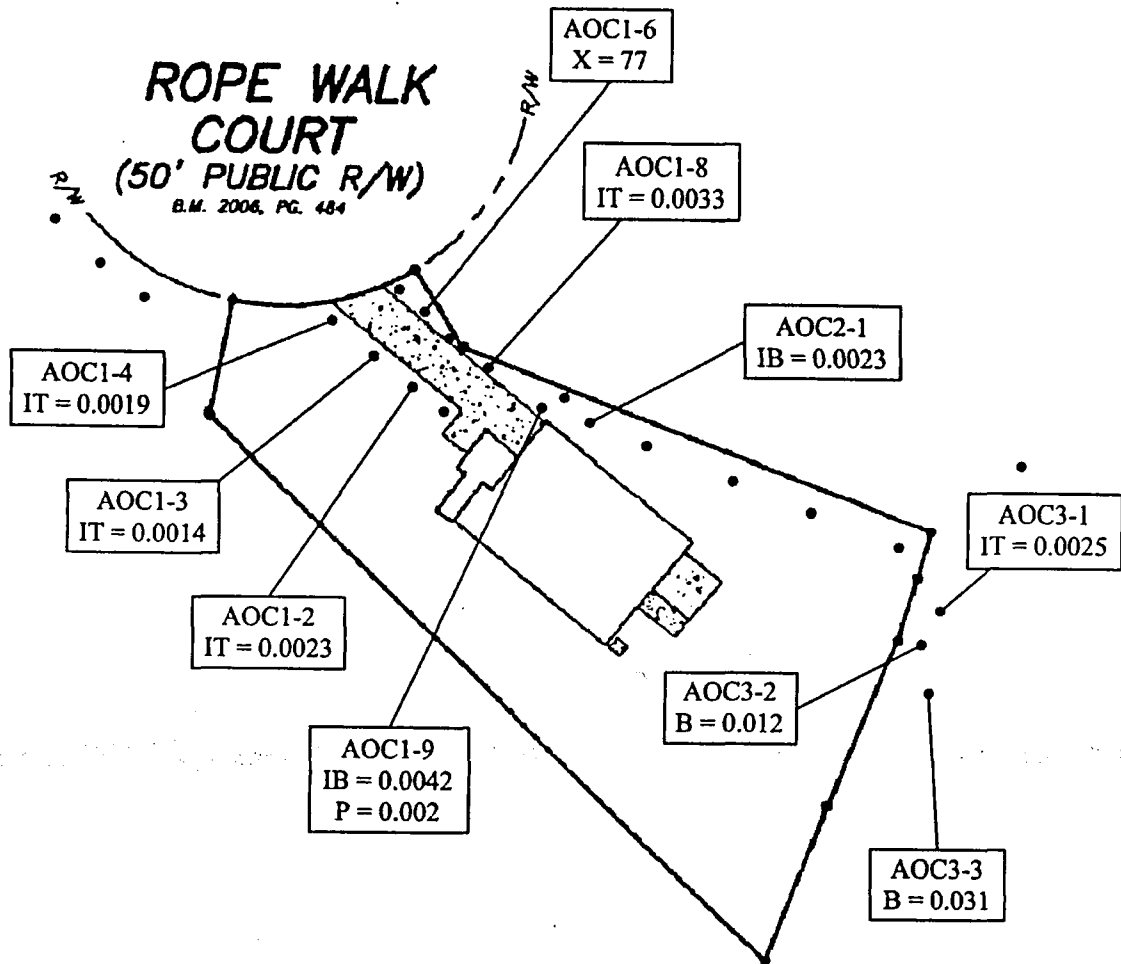 AOC1-6
X = 77
ROPE WALK
COURT
(50' PUBLIC R/W)
B.M. 2006, PG. 484
R/W
R/W
AOC1-8
IT = 0.0033
AOC2-1
IB = 0.0023
AOC1-4
IT = 0.0019
AOC3-1
IT = 0.0025
AOC1-3
IT = 0.0014
AOC1-2
IT = 0.0023
AOC3-2
B = 0.012
AOC1-9
IB = 0.0042
P = 0.002
AOC3-3
B = 0.031